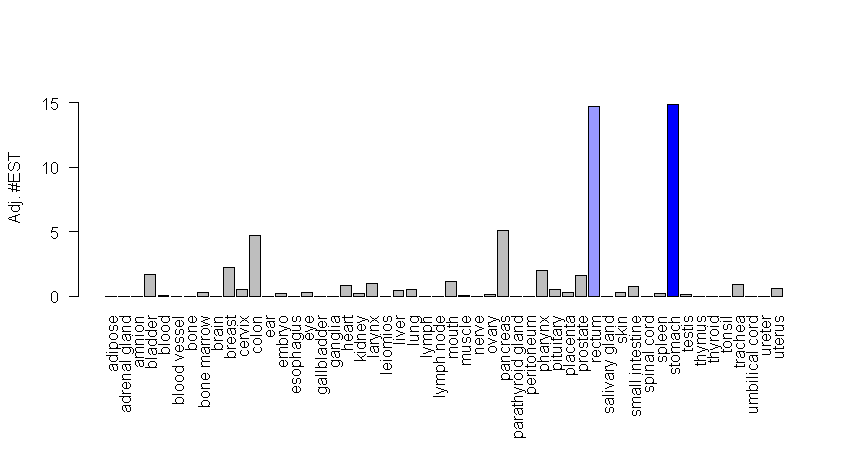 Adj. #EST
15
10
5
0
adipose
adrenal gland
amnion
bladder
blood
blood vessel
bone
bone marrow
brain
breast
cervix
colon
ear
embryo
esophagus
eye
gallbladder
ganglia
heart
kidney
larynx
leiomios
liver
lung
lymph
lymph node
mouth
muscle
nerve
ovary
pancreas
parathyroid gland
peritoneum
pharynx
pituitary
placenta
prostate
rectum
salivary gland
skin
small intestine
spinal cord
spleen
stomach
testis
thymus
thyroid
tonsil
trachea
umbilical cord
ureter
uterus